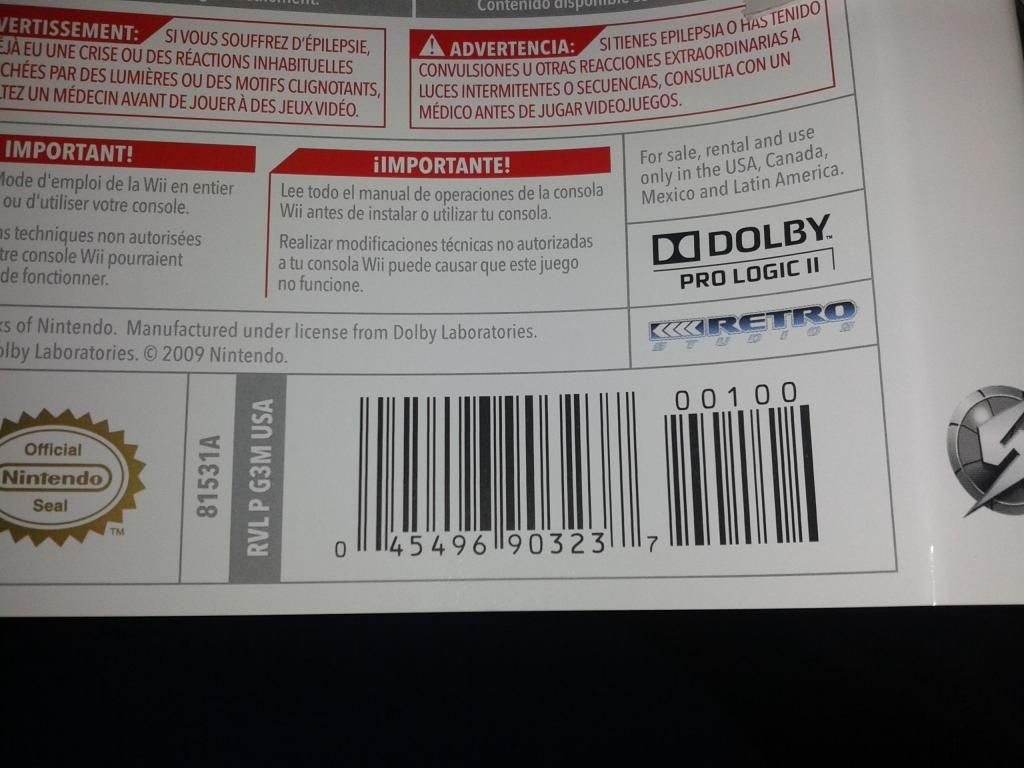 Contenido disponible
VERTISSEMENT: SI VOUS SOUFFREZ D'ÉPILEPSIE,
EJÀ EU UNE CRISE OU DES RÉACTIONS INHABITUELLES
CHÉES PAR DES LUMIÈRES OU DES MOTIFS CLIGNOTANTS,
LTEZ UN MÉDECIN AVANT DE JOUER À DES JEUX VIDÉO.
ADVERTENCIA: SI TIENES EPILEPSIA O HAS TENIDO
CONVULSIONES U OTRAS REACCIONES EXTRAORDINARIAS A
LUCES INTERMITENTES O SECUENCIAS, CONSULTA CON UN
MÉDICO ANTES DE JUGAR VIDEOJUEGOS.
IMPORTANT!
Mode d'emploi de la Wii en entier
ou d'utiliser votre console.
ns techniques non autorisées
tre console Wii pourraient
de fonctionner.
¡IMPORTANTE!
Lee todo el manual de operaciones de la consola
Wii antes de instalar o utilizar tu consola.
Realizar modificaciones técnicas no autorizadas
a tu consola Wii puede causar que este juego
no funcione.
For sale, rental and use
only in the USA, Canada,
Mexico and Latin America.
DOLBY™
PRO LOGIC II
RETRO
STUDIOS
ks of Nintendo. Manufactured under license from Dolby Laboratories.
olby Laboratories. © 2009 Nintendo.
Official
Nintendo
Seal
TM
81531A
RVL P G3M USA
0 45496 90323 7
00100